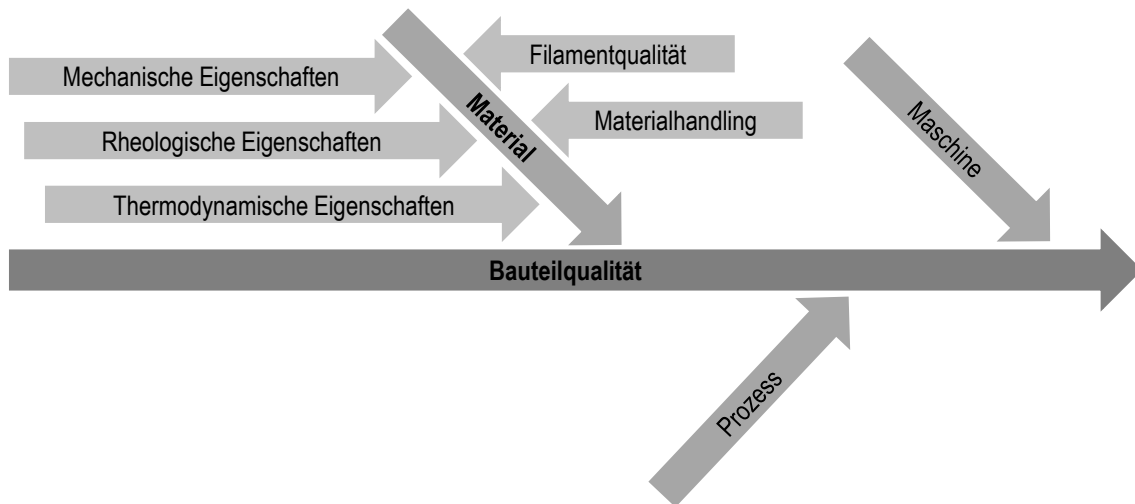 Mechanische Eigenschaften
Filamentqualität
Rheologische Eigenschaften
Material
Materialhandling
Maschine
Thermodynamische Eigenschaften
Bauteilqualität
Prozess